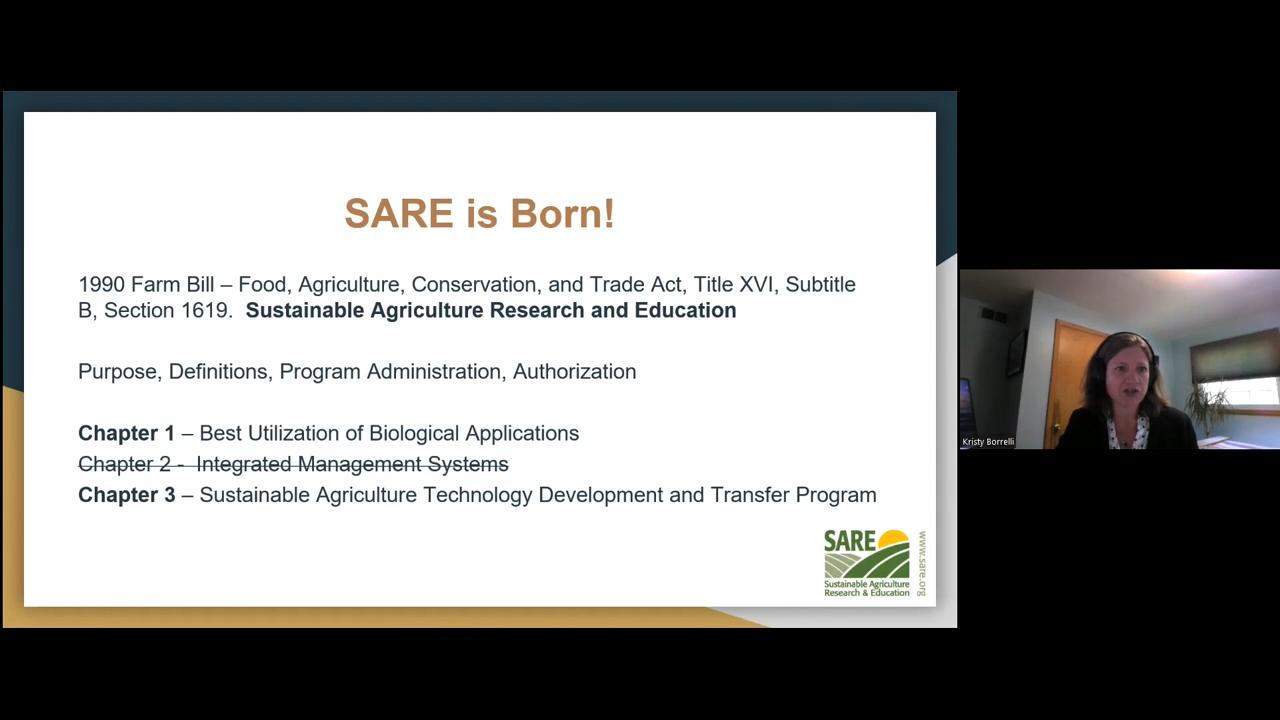 SARE is Born!
1990 Farm Bill – Food, Agriculture, Conservation, and Trade Act, Title XVI, Subtitle
B, Section 1619. Sustainable Agriculture Research and Education
Purpose, Definitions, Program Administration, Authorization
Chapter 1 – Best Utilization of Biological Applications
Chapter 2 - Integrated Management Systems
Chapter 3 – Sustainable Agriculture Technology Development and Transfer Program
SARE
Sustainable Agriculture
Research & Education
www.sare.org
Kristy Borrelli